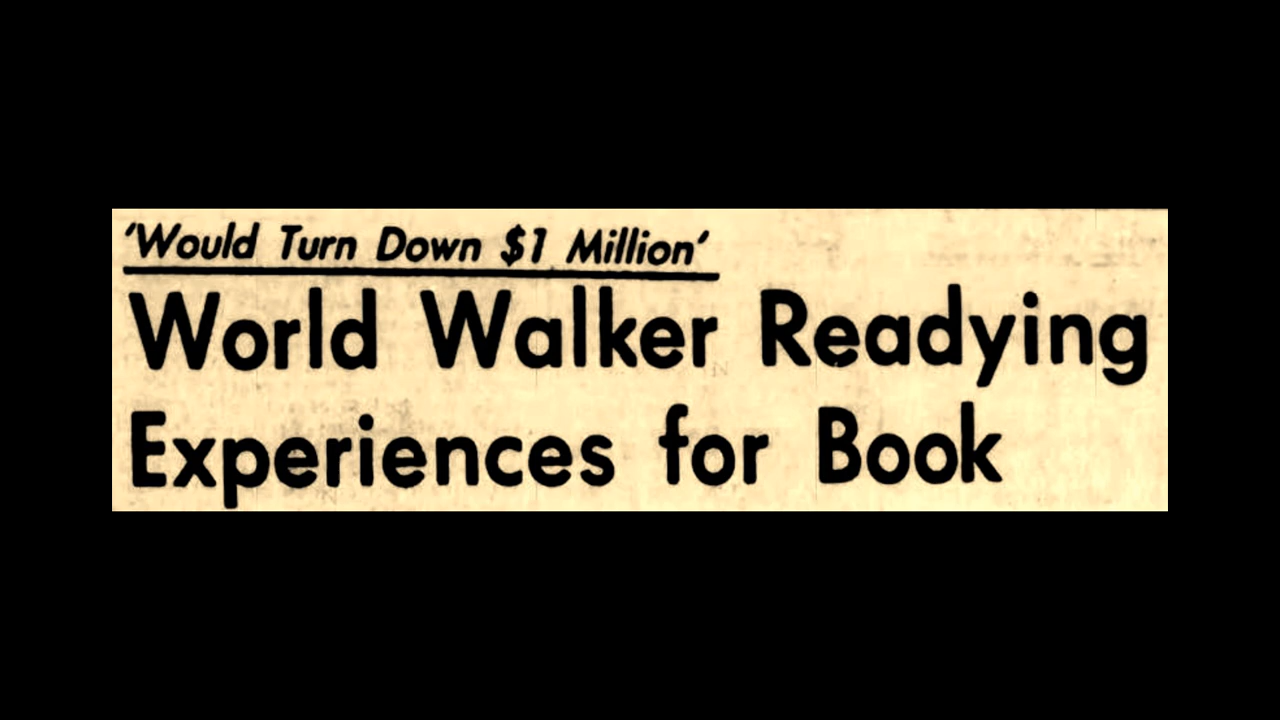 'Would Turn Down $1 Million'
World Walker Readying
Experiences for Book